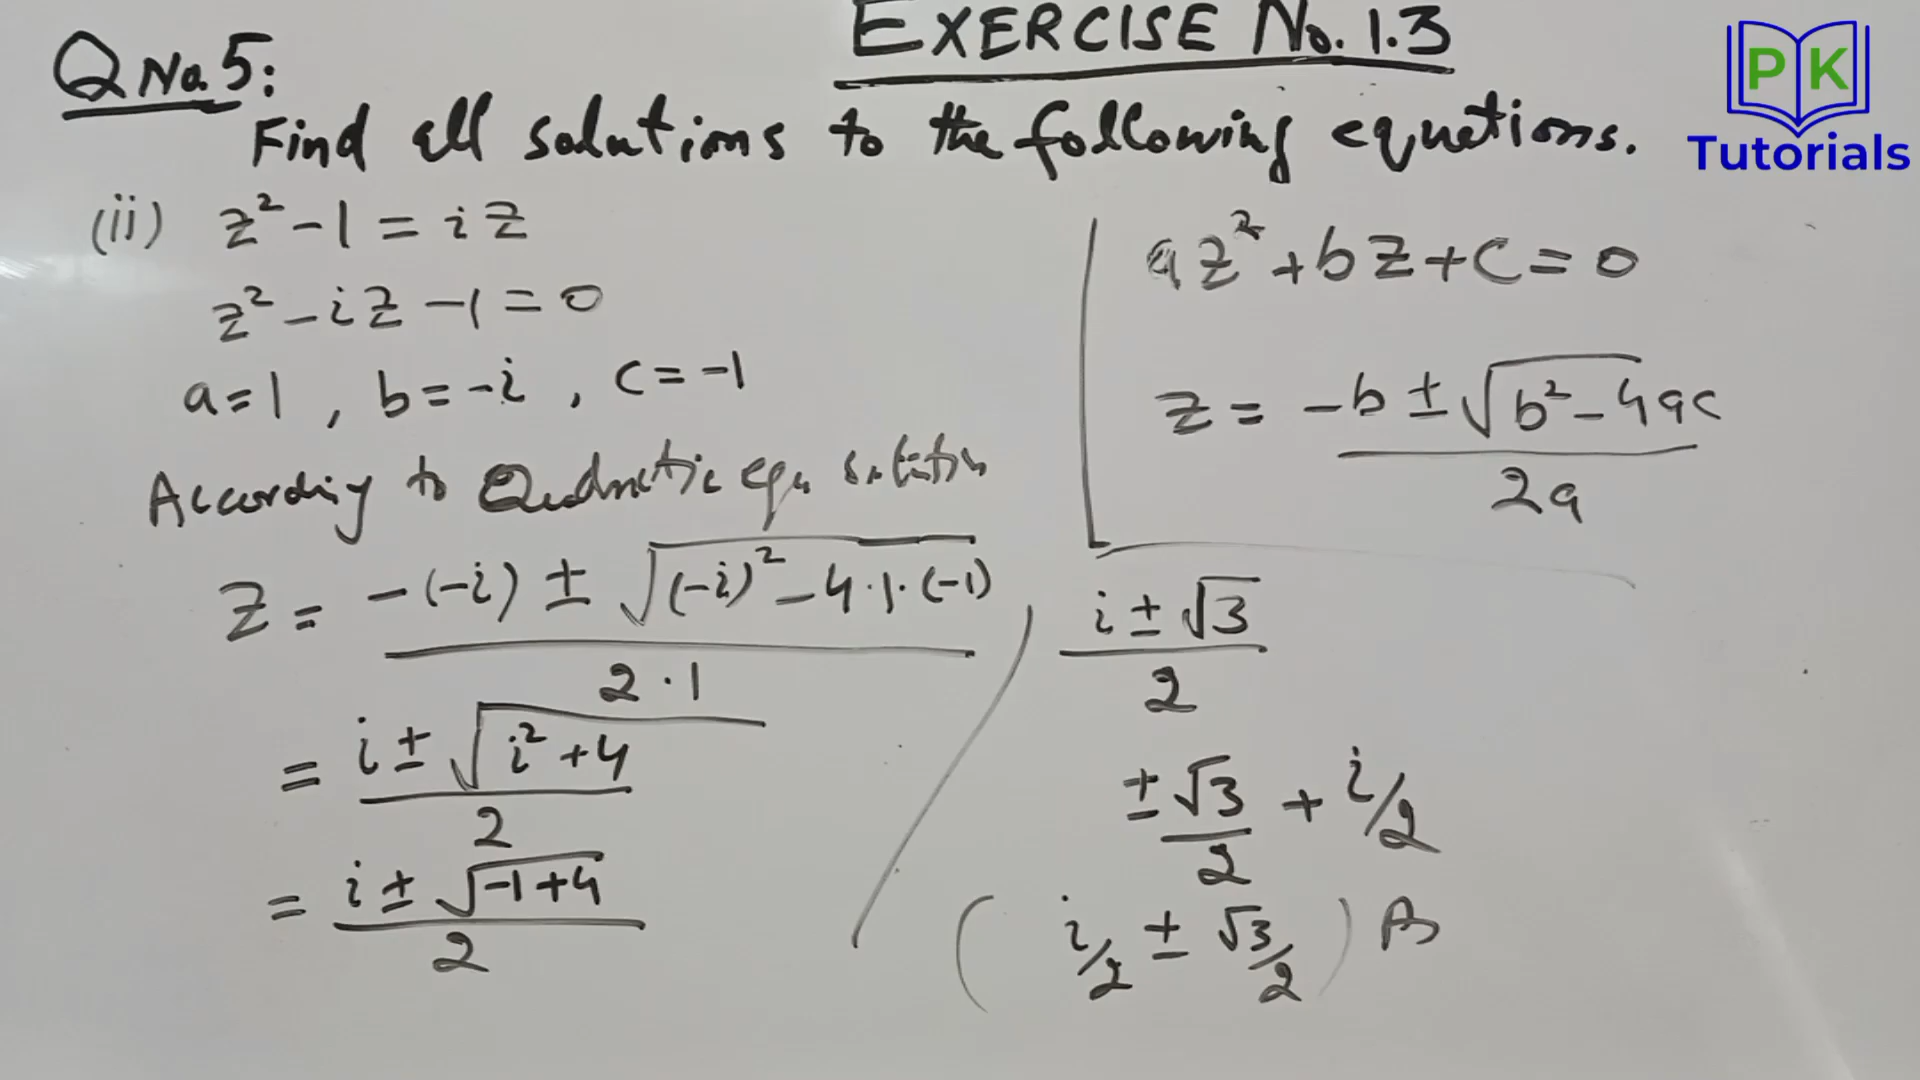 EXERCISE No. 1.3
Q No. 5:
PK
Tutorials
Find all solutions to the following equations.
(ii) z² - 1 = iz
z² - iz - 1 = 0
a = 1 , b = -i , c = -1
According to Quadratic equ solution
z = (-(-i) ± √((-i)² - 4·1·(-1))) / (2·1)
= (i ± √(i² + 4)) / 2
= (i ± √(-1+4)) / 2
az² + bz + c = 0
z = (-b ± √(b² - 4ac)) / 2a
(i ± √3) / 2
± √3/2 + i/2
( i/2 ± √3/2 )